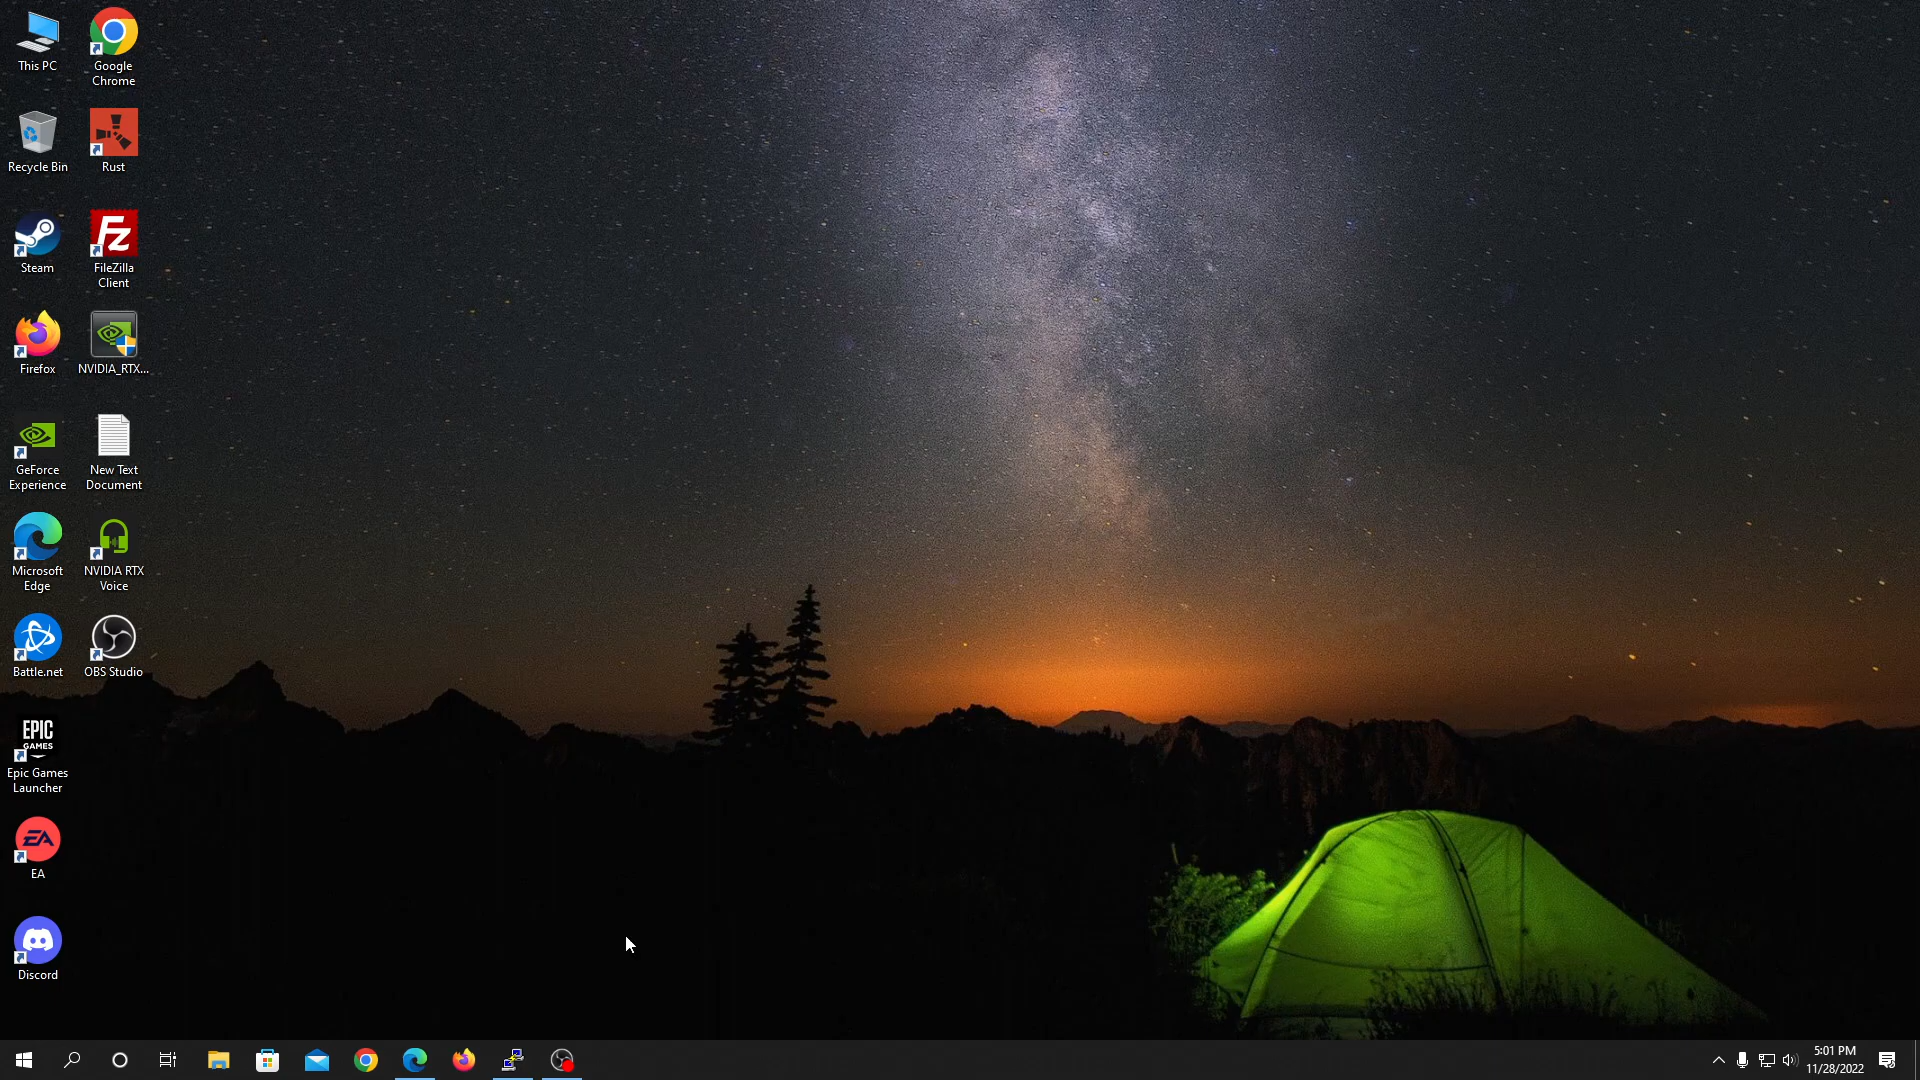 This PC
Google
Chrome
Recycle Bin
Rust
Steam
Fz
FileZilla
Client
Firefox
NVIDIA_RTX...
GeForce
Experience
New Text
Document
Microsoft
Edge
NVIDIA RTX
Voice
Battle.net
OBS Studio
EPIC
GAMES
Epic Games
Launcher
EA
EA
Discord
5:01 PM
11/28/2022